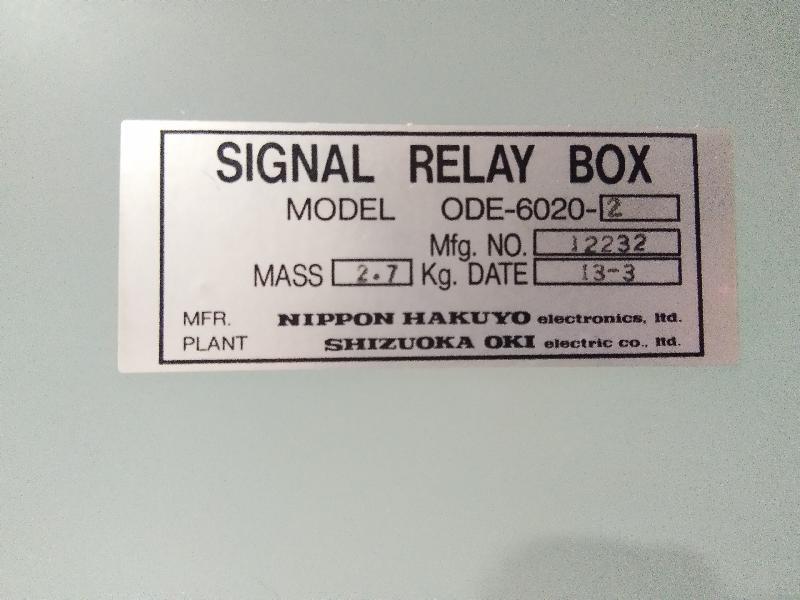 SIGNAL RELAY BOX
MODEL ODE-6020-2
Mfg. NO. 12232
MASS 2.7 Kg. DATE 13-3
MFR. NIPPON HAKUYO electronics, ltd.
PLANT SHIZUOKA OKI electric co., ltd.